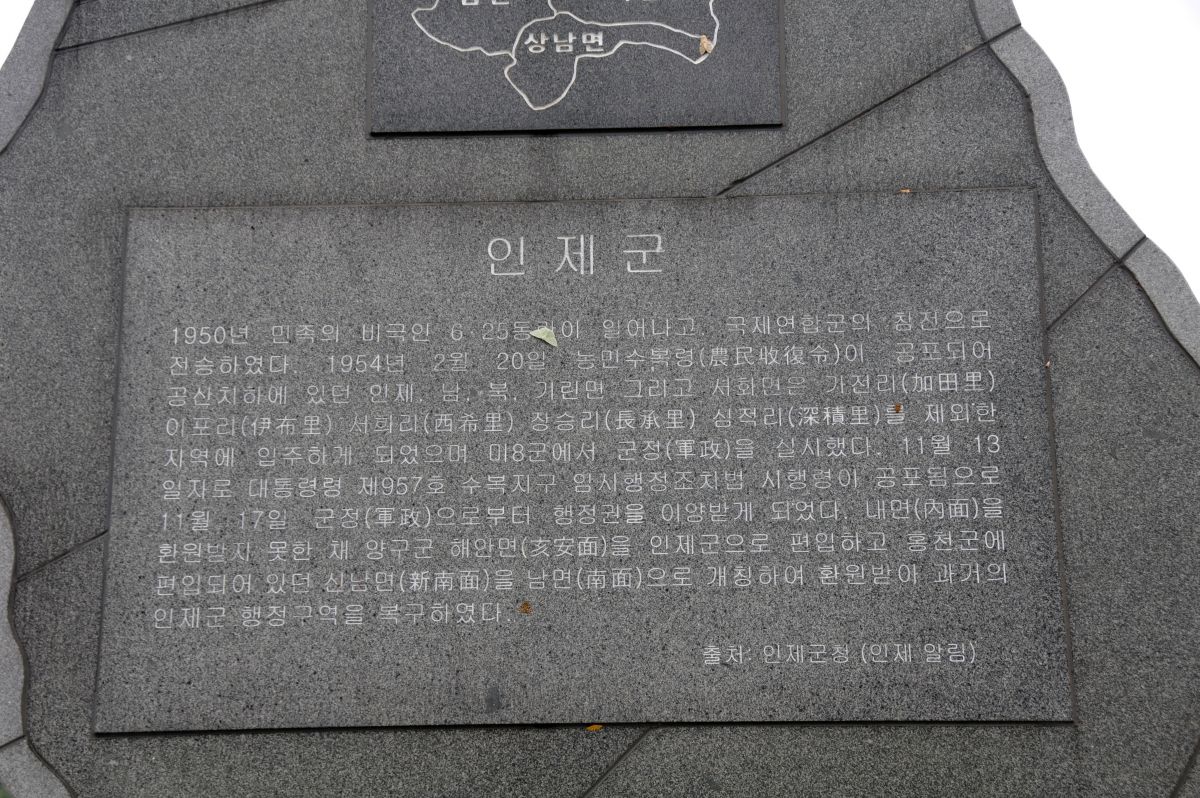 상남면
인제군
1950년 민족의 비극인 6·25동 이 일어나고 국제연합군의 참전으로
전승하였다. 1954년 2월 20일 농민수복령(農民收復令)이 공포되어
공산치하에 있던 인제, 남, 북, 기린면 그리고 서화면은 가전리(加田里)
이포리(伊布里) 서희리(西希里) 장승리(長承里) 심적리(深積里)를 제외한
지역에 입주하게 되었으며 미8군에서 군정(軍政)을 실시했다. 11월 13
일자로 대통령령 제957호 수복지구 임시행정조치법 시행령이 공포됨으로
11월 17일 군정(軍政)으로부터 행정권을 이양받게 되었다. 내면(內面)을
환원받지 못한 채 양구군 해안면(亥安面)을 인제군으로 편입하고 홍천군에
편입되어 있던 신남면(新南面)을 남면(南面)으로 개칭하여 환원받아 과거의
인제군 행정구역을 복구하였다.
출처: 인제군청 (인제 알림)